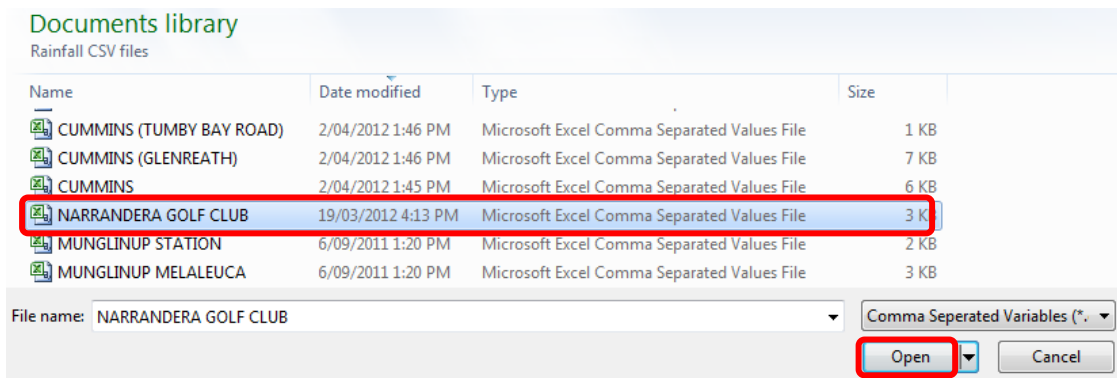 Documents library
Rainfall CSV files
Name Date modified Type Size
CUMMINS (TUMBY BAY ROAD) 2/04/2012 1:46 PM Microsoft Excel Comma Separated Values File 1 KB
CUMMINS (GLENREATH) 2/04/2012 1:46 PM Microsoft Excel Comma Separated Values File 7 KB
CUMMINS 2/04/2012 1:45 PM Microsoft Excel Comma Separated Values File 6 KB
NARRANDERA GOLF CLUB 19/03/2012 4:13 PM Microsoft Excel Comma Separated Values File 3 KB
MUNGLINUP STATION 6/09/2011 1:20 PM Microsoft Excel Comma Separated Values File 2 KB
MUNGLINUP MELALEUCA 6/09/2011 1:20 PM Microsoft Excel Comma Separated Values File 3 KB
File name: NARRANDERA GOLF CLUB Comma Seperated Variables (*.
Open Cancel